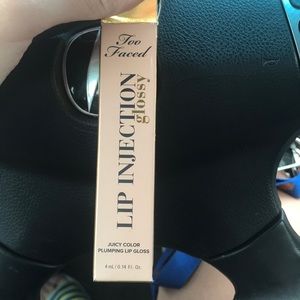 Too
Faced
LIP INJECTION
glossy
JUICY COLOR
PLUMPING LIP GLOSS
4 mL / 0.14 Fl. Oz.